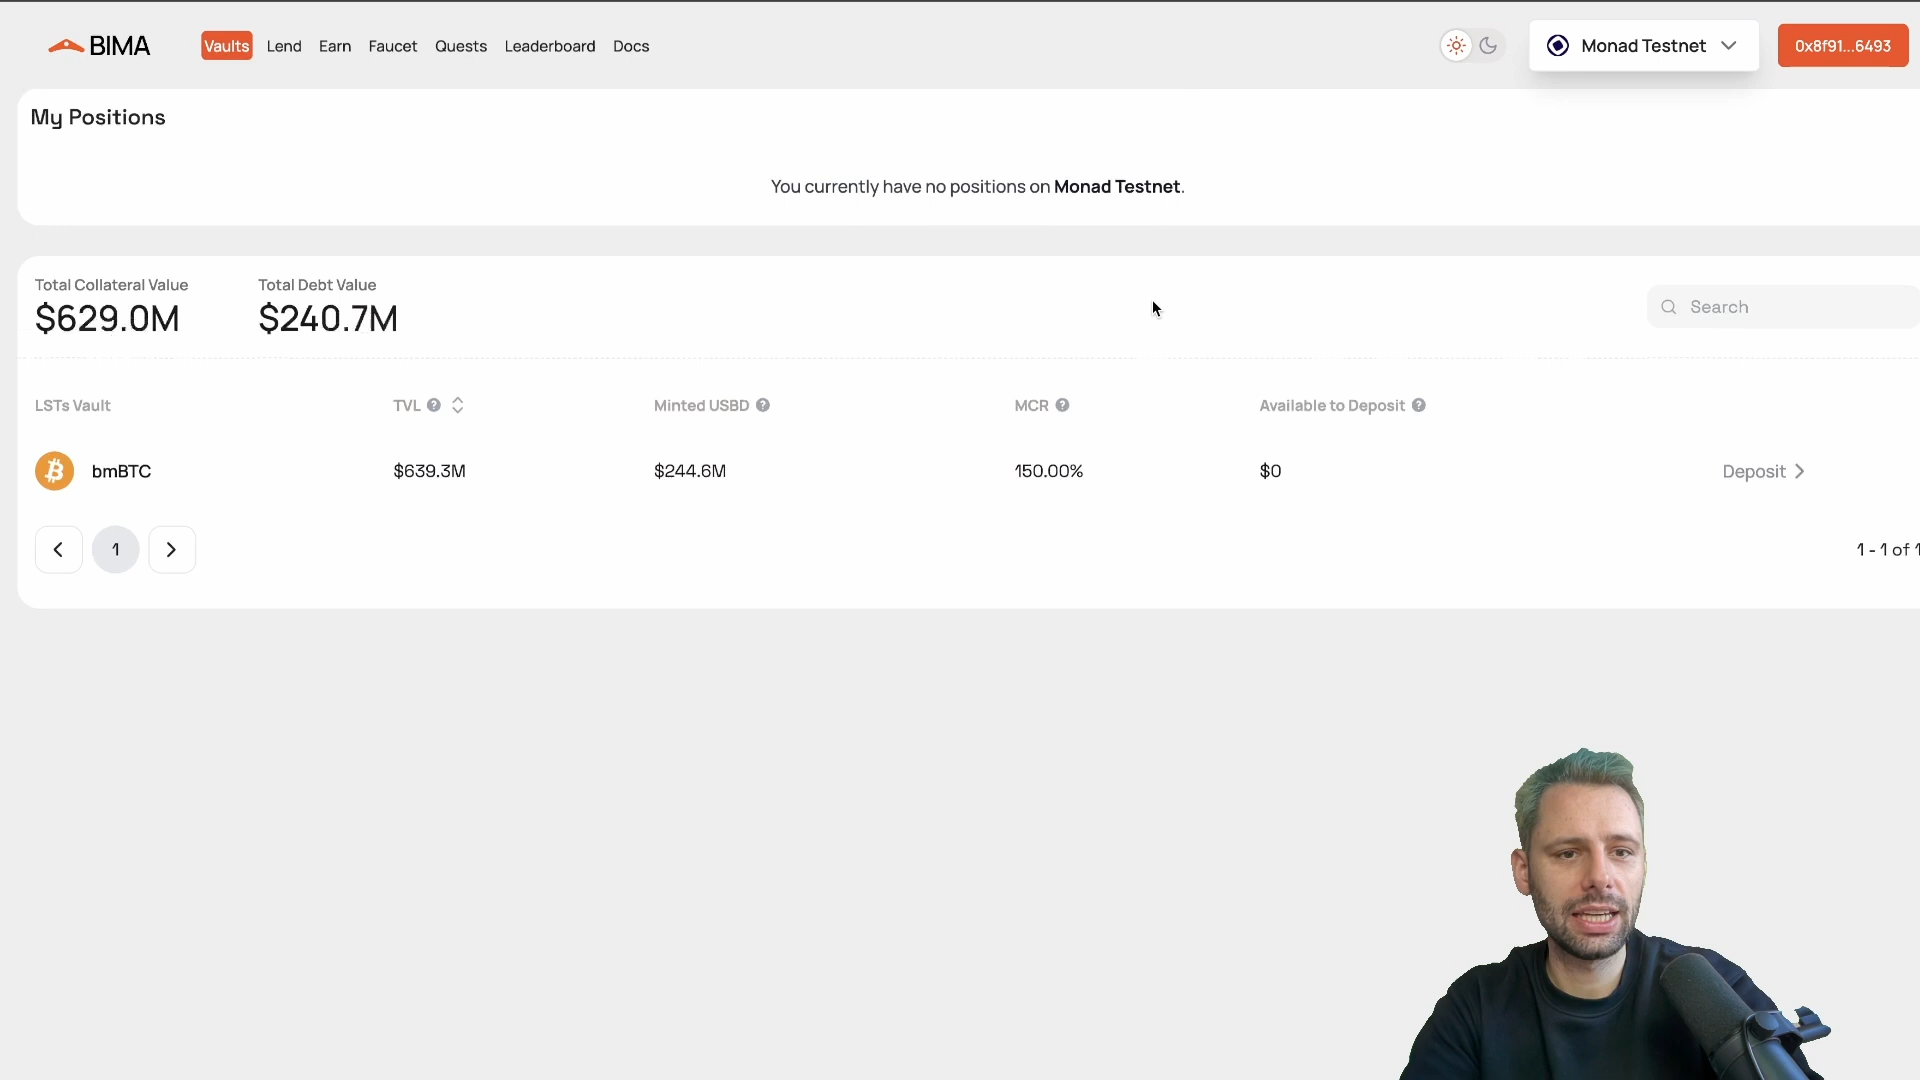 BIMA Vaults Lend Earn Faucet Quests Leaderboard Docs Monad Testnet 0x8f91...6493
My Positions
You currently have no positions on Monad Testnet.
Total Collateral Value Total Debt Value
$629.0M $240.7M
Search
LSTs Vault TVL Minted USBD MCR Available to Deposit
bmBTC $639.3M $244.6M 150.00% $0 Deposit
1 1 - 1 of 1